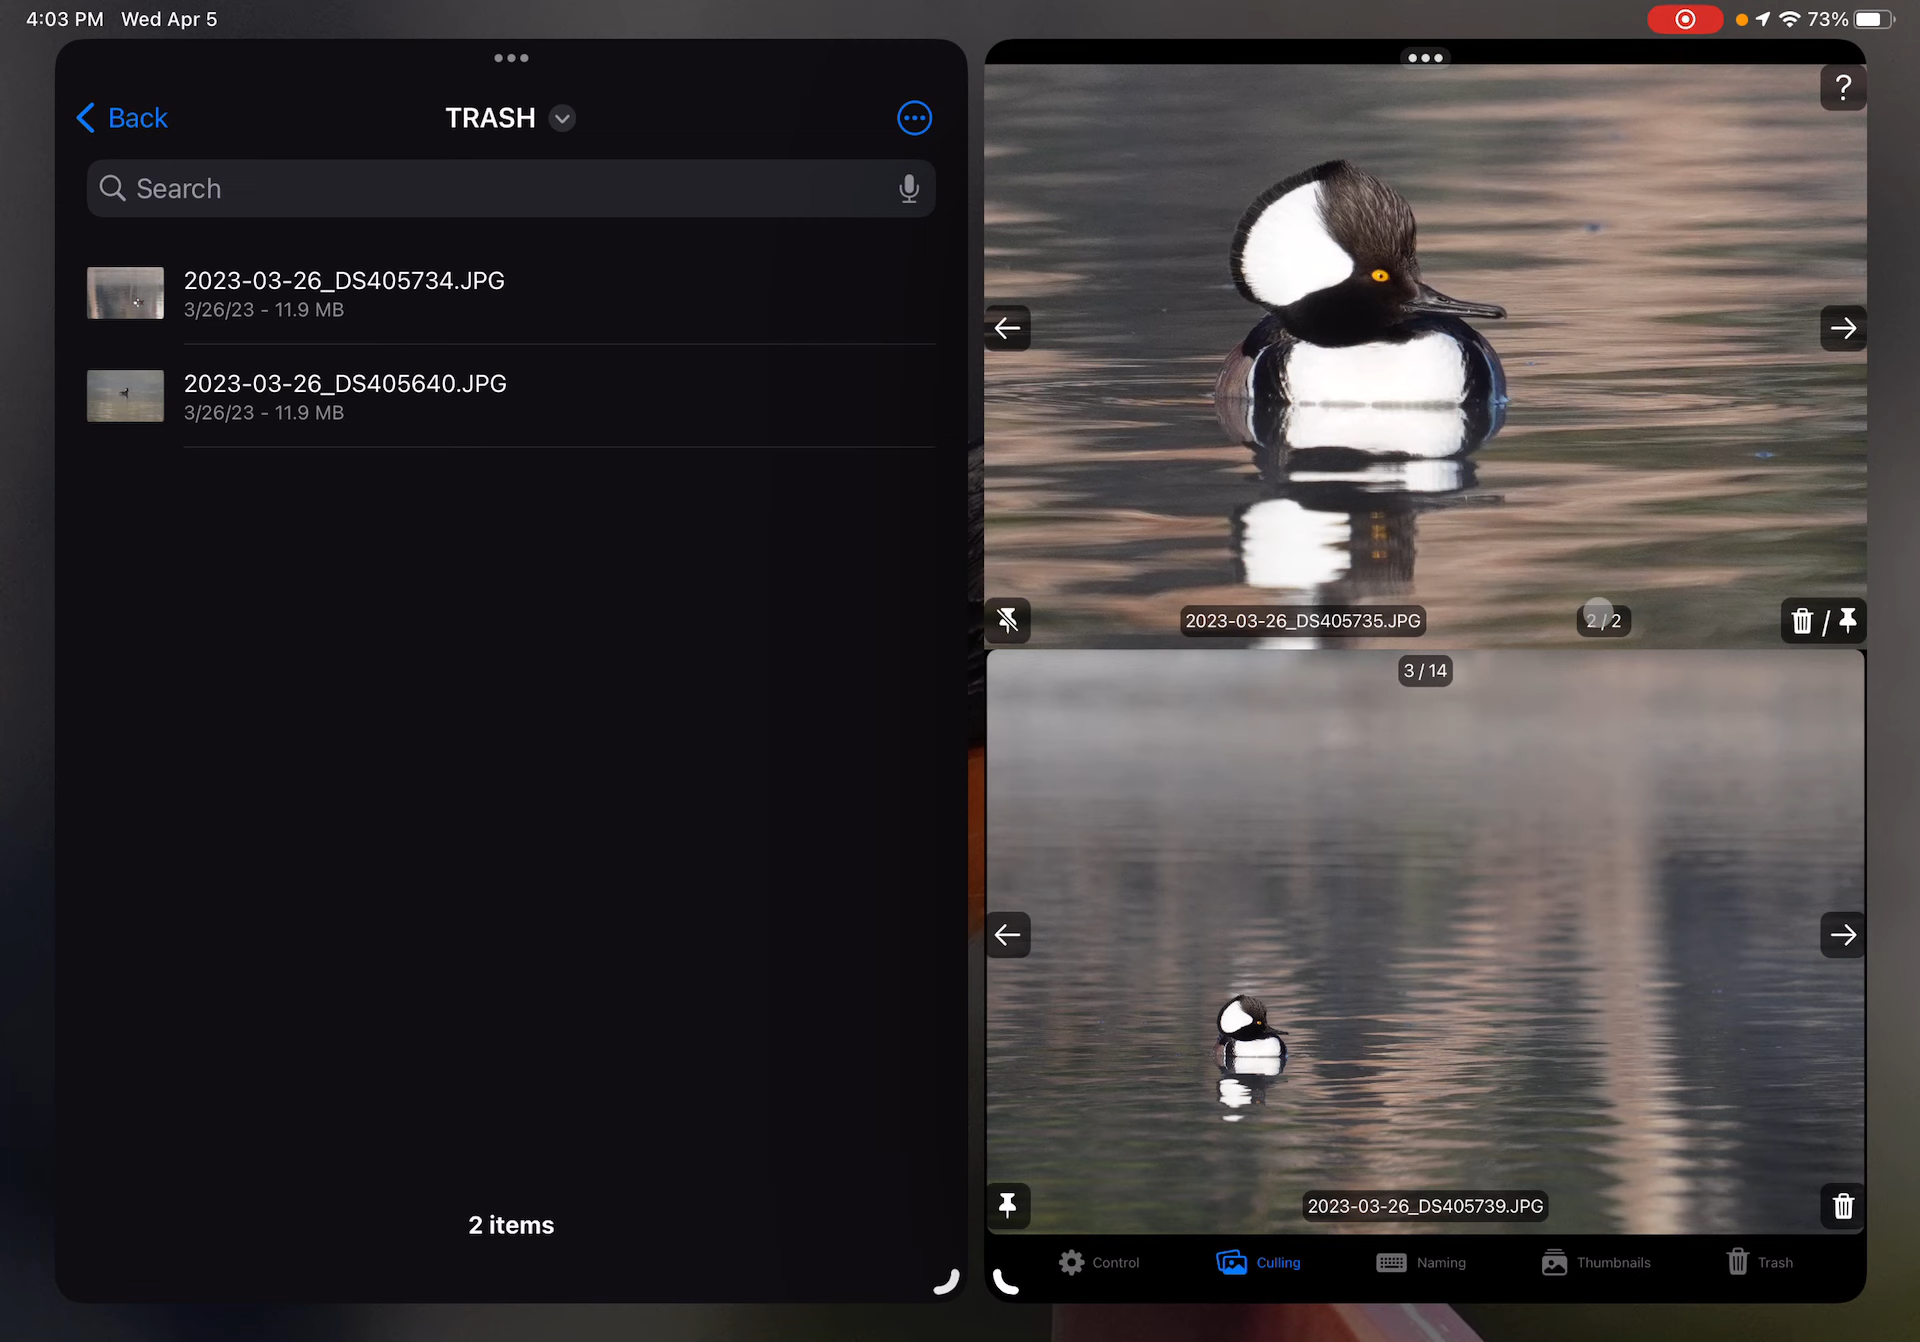 4:03 PM Wed Apr 5
73%
Back
TRASH
Search
2023-03-26_DS405734.JPG
3/26/23 - 11.9 MB
2023-03-26_DS405640.JPG
3/26/23 - 11.9 MB
2 items
?
2023-03-26_DS405735.JPG
2 / 2
/
3 / 14
2023-03-26_DS405739.JPG
Control
Culling
Naming
Thumbnails
Trash